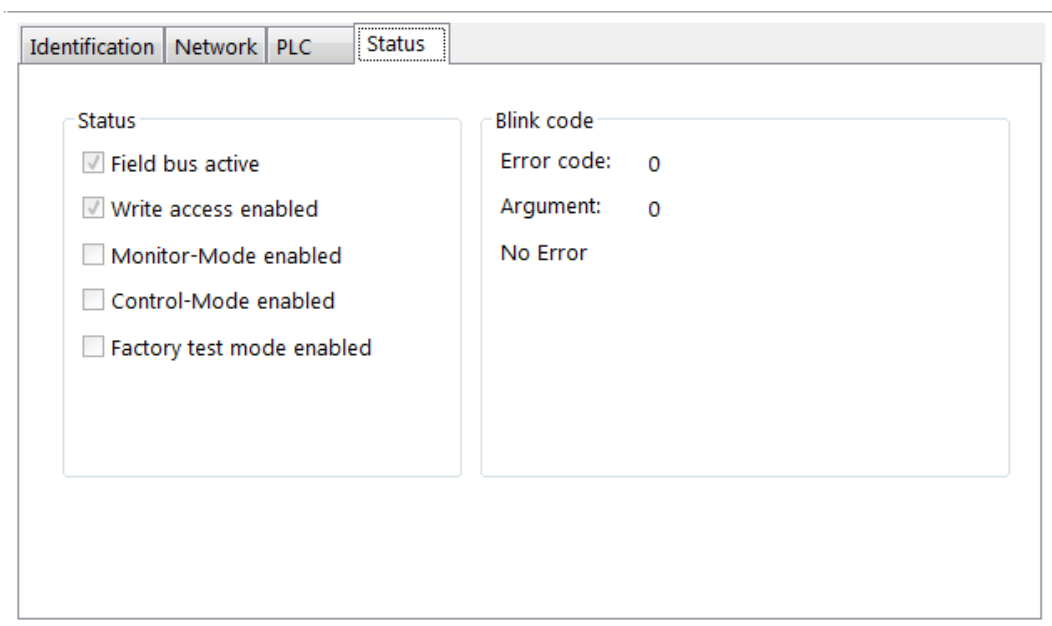 Identification Network PLC Status
Status
Field bus active
Write access enabled
Monitor-Mode enabled
Control-Mode enabled
Factory test mode enabled
Blink code
Error code: 0
Argument: 0
No Error